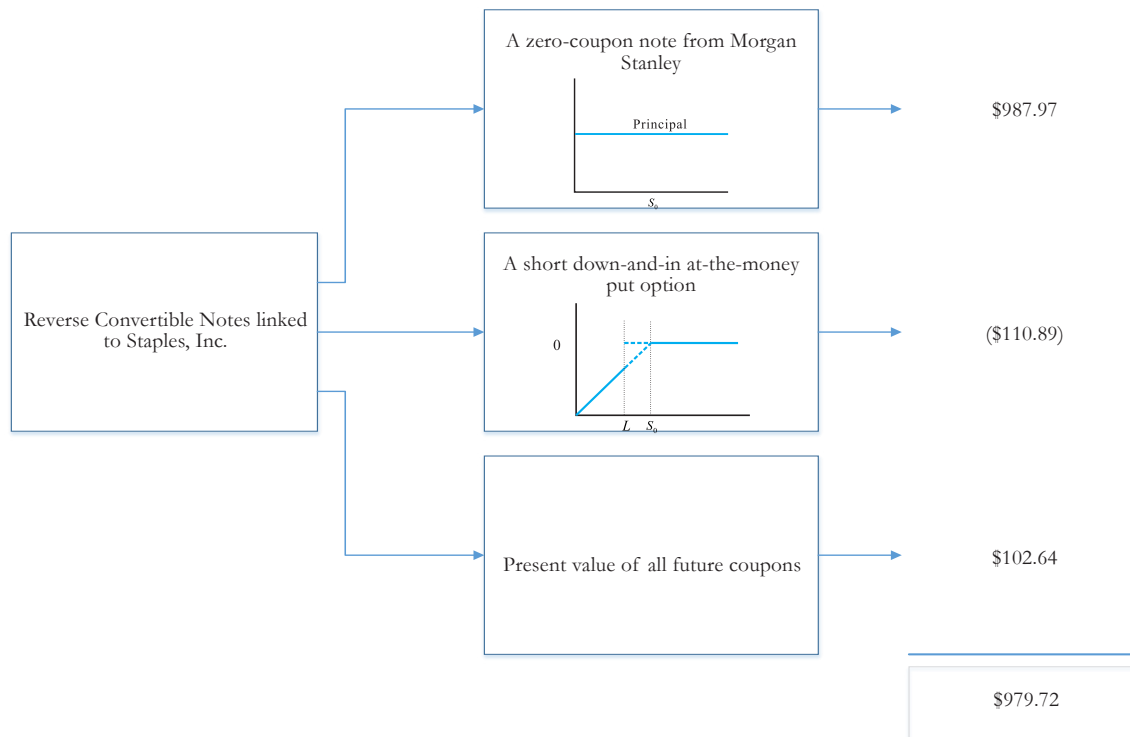 A zero-coupon note from Morgan
Stanley
Principal
S₀
$987.97
Reverse Convertible Notes linked
to Staples, Inc.
A short down-and-in at-the-money
put option
0
L S₀
($110.89)
Present value of all future coupons
$102.64
$979.72